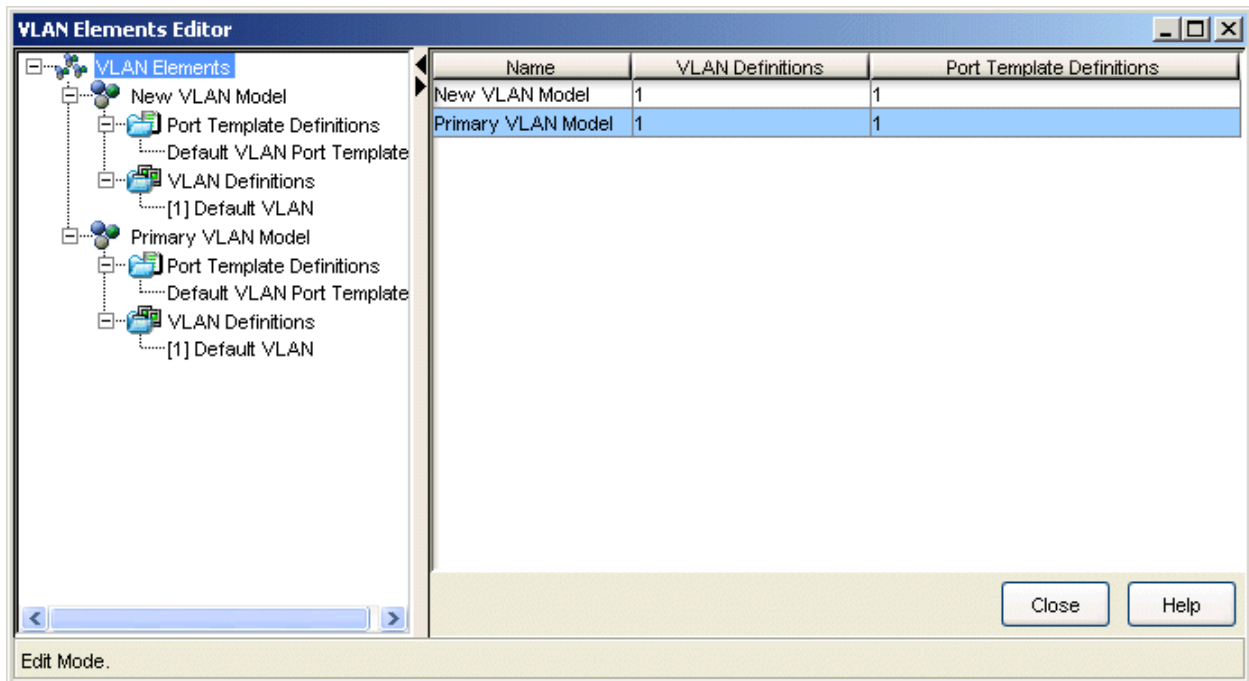 VLAN Elements Editor
VLAN Elements
New VLAN Model
Port Template Definitions
Default VLAN Port Template
VLAN Definitions
[1] Default VLAN
Primary VLAN Model
Port Template Definitions
Default VLAN Port Template
VLAN Definitions
[1] Default VLAN
Name VLAN Definitions Port Template Definitions
New VLAN Model 1 1
Primary VLAN Model 1 1
Close Help
Edit Mode.